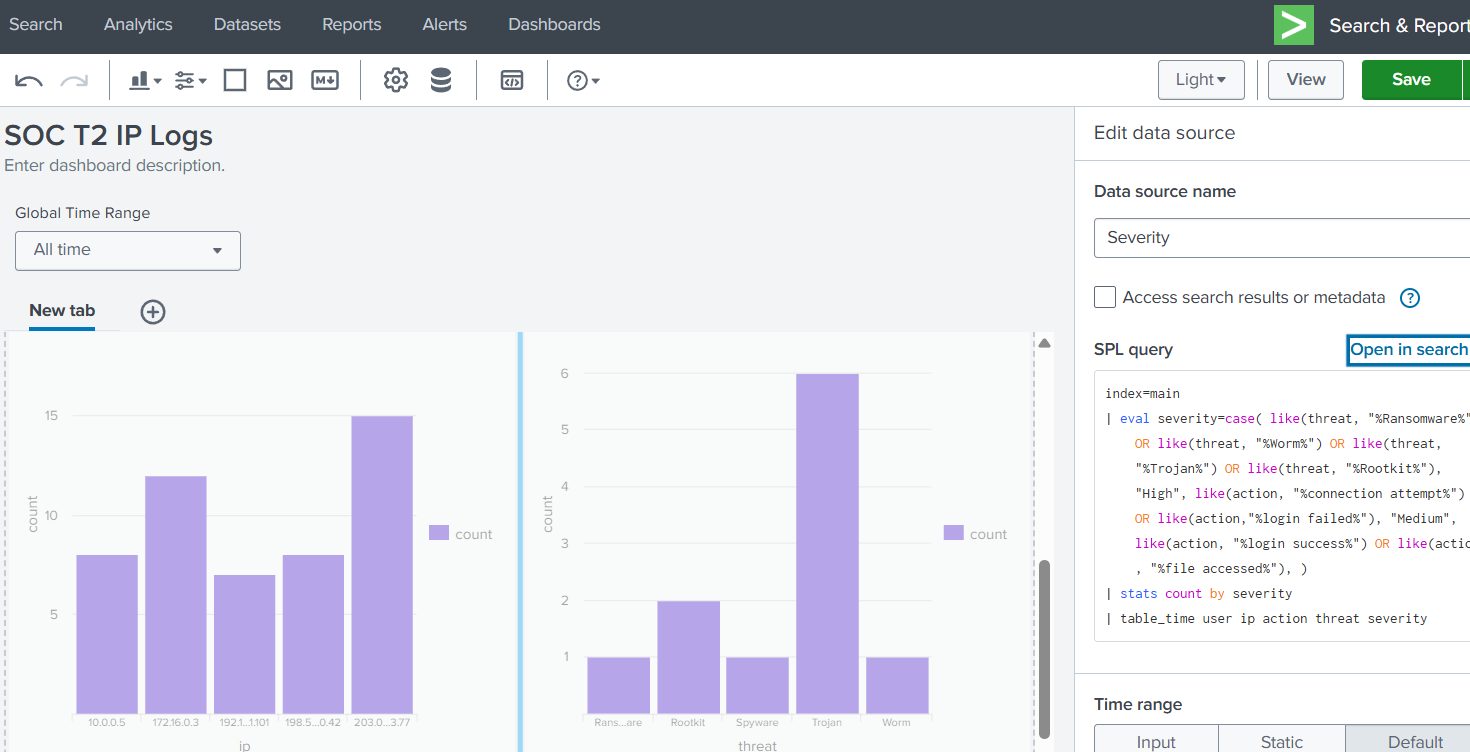 Search Analytics Datasets Reports Alerts Dashboards Search & Report
Light View Save
SOC T2 IP Logs
Enter dashboard description.
Global Time Range
All time
New tab
Edit data source
Data source name
Severity
Access search results or metadata ?
SPL query Open in search
index=main
| eval severity=case( like(threat, "%Ransomware%"
OR like(threat, "%Worm%") OR like(threat,
"%Trojan%") OR like(threat, "%Rootkit%"),
"High", like(action, "%connection attempt%")
OR like(action,"%login failed%"), "Medium",
like(action, "%login success%") OR like(actio
, "%file accessed%"), )
| stats count by severity
| table_time user ip action threat severity
Time range
Input Static Default
15
10
5
count
10.0.0.5 172.16.0.3 192.1...1.101 198.5...0.42 203.0...3.77
ip
count
6
5
4
3
2
1
count
Rans...are Rootkit Spyware Trojan Worm
threat
count
M
?